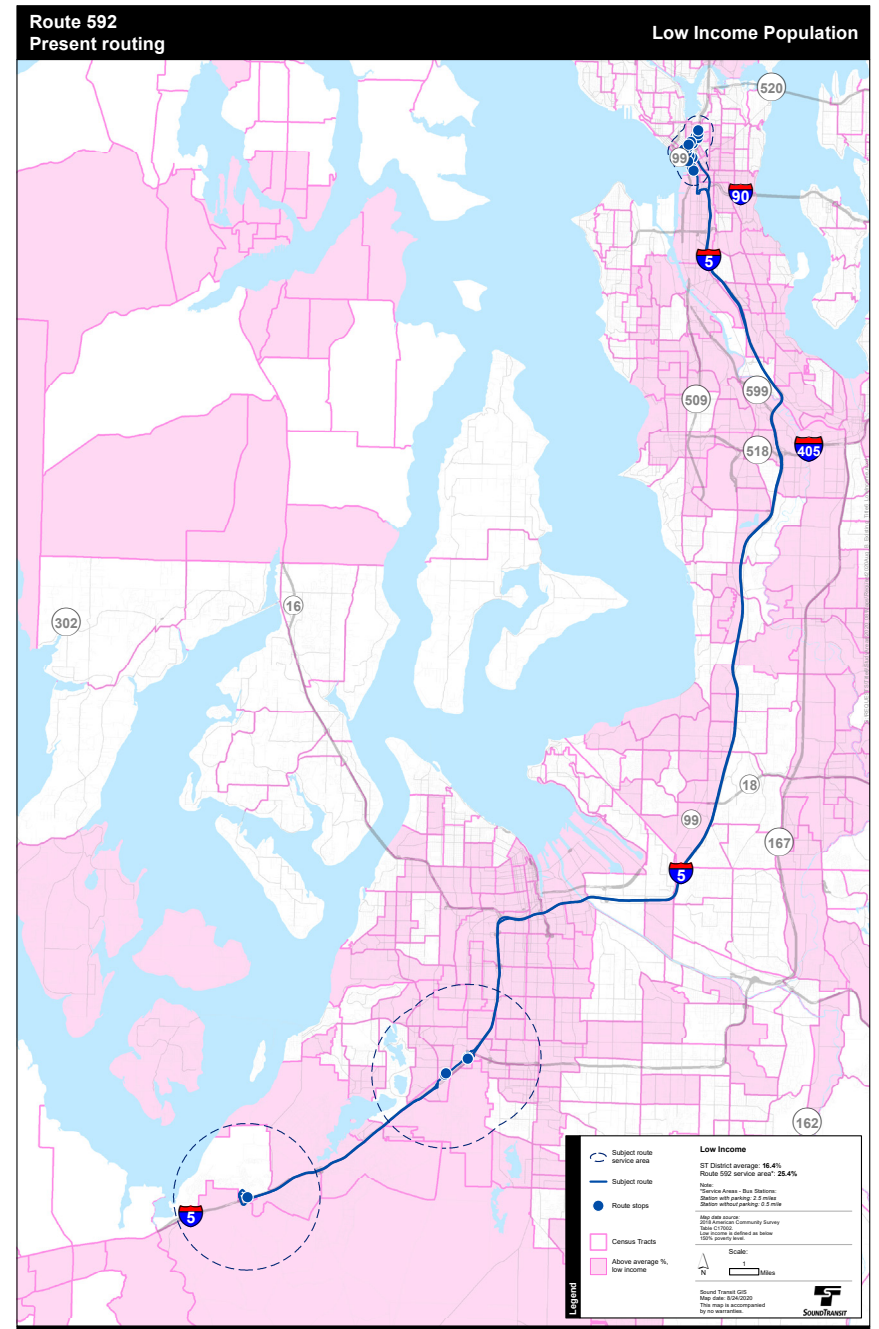 Route 592
Present routing
Low Income Population
520
99
90
5
599
509
518
405
16
302
18
99
167
5
162
5
Legend
Subject route
service area
Subject route
Route stops
Census Tracts
Above average %,
low income
Low Income
ST District average: 16.4%
Route 592 service area*: 25.4%
Note:
*Service Areas - Bus Stations:
Station with parking: 2.5 miles
Station without parking: 0.5 mile
Map data source:
2018 American Community Survey
Table C17002.
Low income is defined as below
150% poverty level.
N
Scale:
1
Miles
Sound Transit GIS
Map date: 8/24/2020
This map is accompanied
by no warranties.
SOUNDTRANSIT